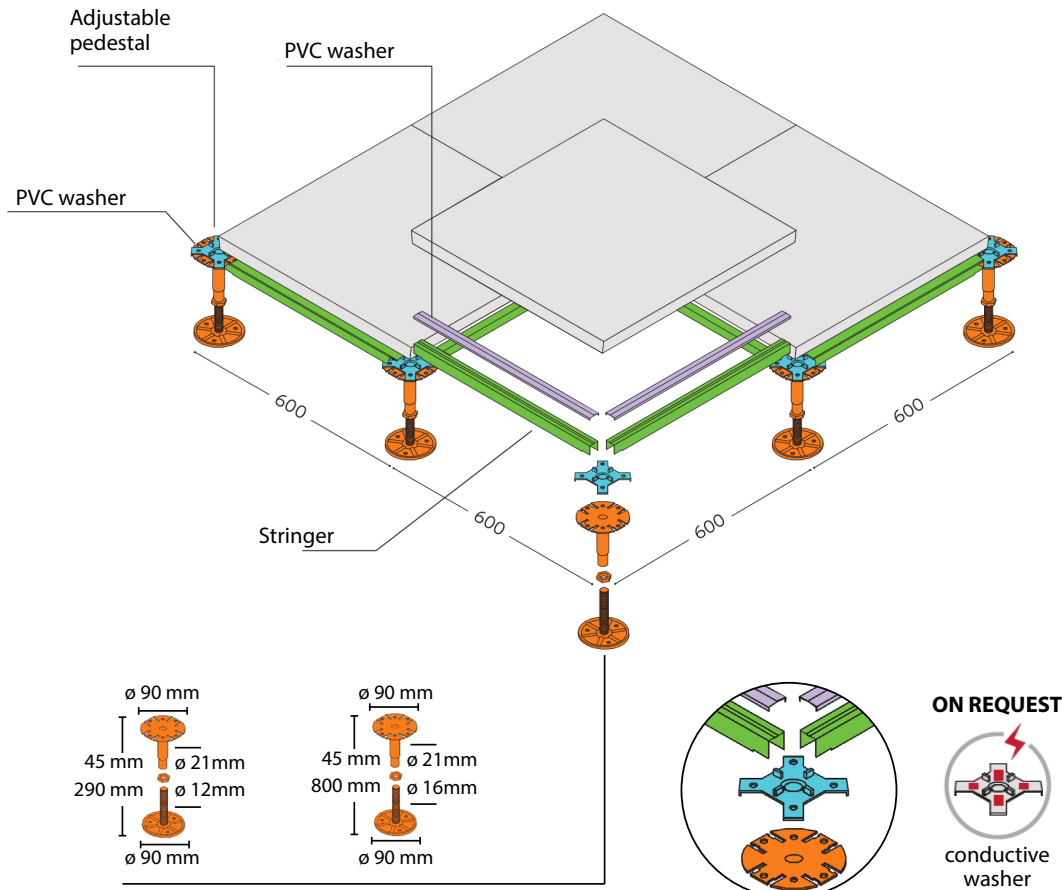 Adjustable
pedestal
PVC washer
PVC washer
600
600
600
600
Stringer
ø 90 mm
45 mm
290 mm
ø 21mm
ø 12mm
ø 90 mm
ø 90 mm
45 mm
800 mm
ø 21mm
ø 16mm
ø 90 mm
ON REQUEST
conductive
washer